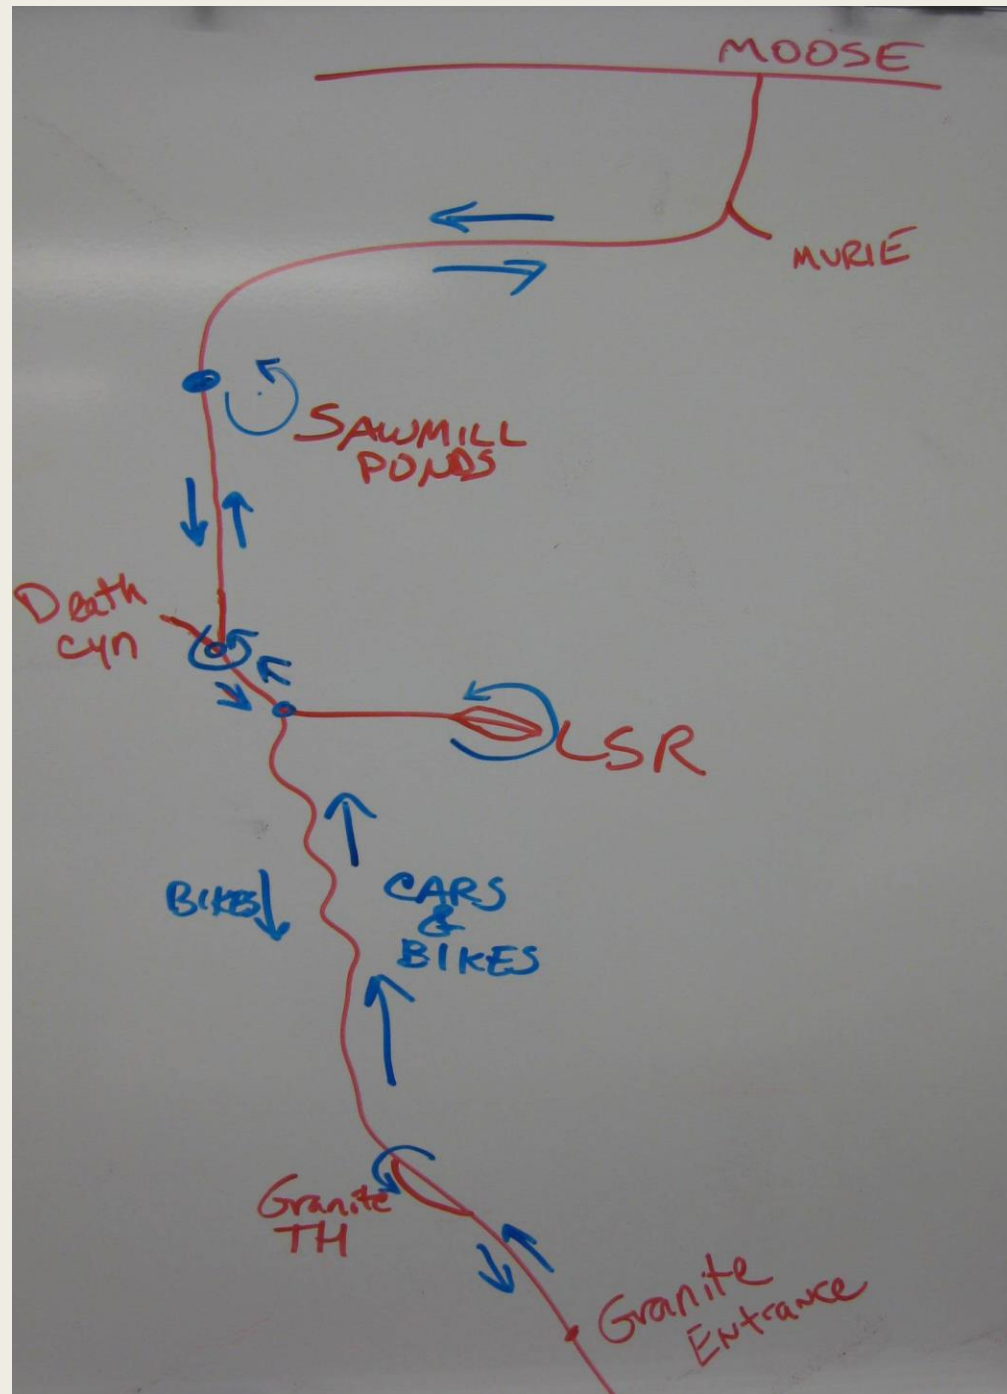 MOOSE
MURIE
SAWMILL
PONDS
Death
Cyn
LSR
BIKES
CARS
&
BIKES
Granite
TH
Granite
Entrance